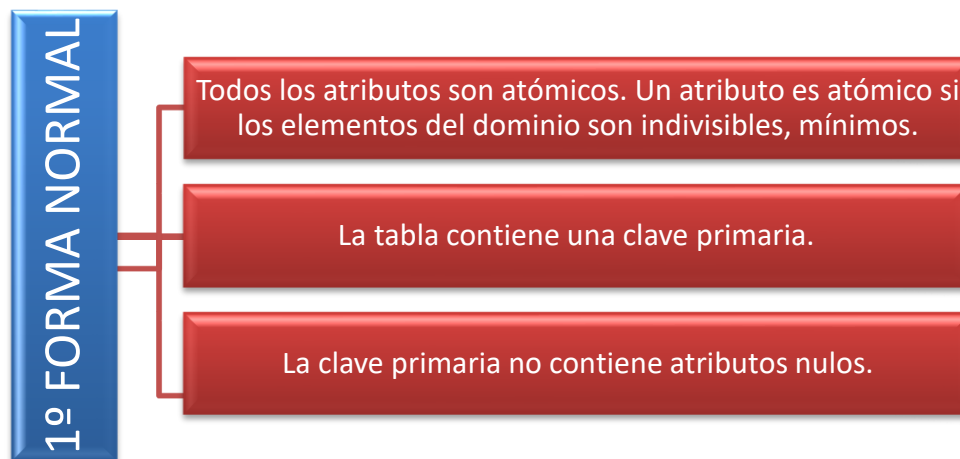 1º FORMA NORMAL
Todos los atributos son atómicos. Un atributo es atómico si
los elementos del dominio son indivisibles, mínimos.
La tabla contiene una clave primaria.
La clave primaria no contiene atributos nulos.